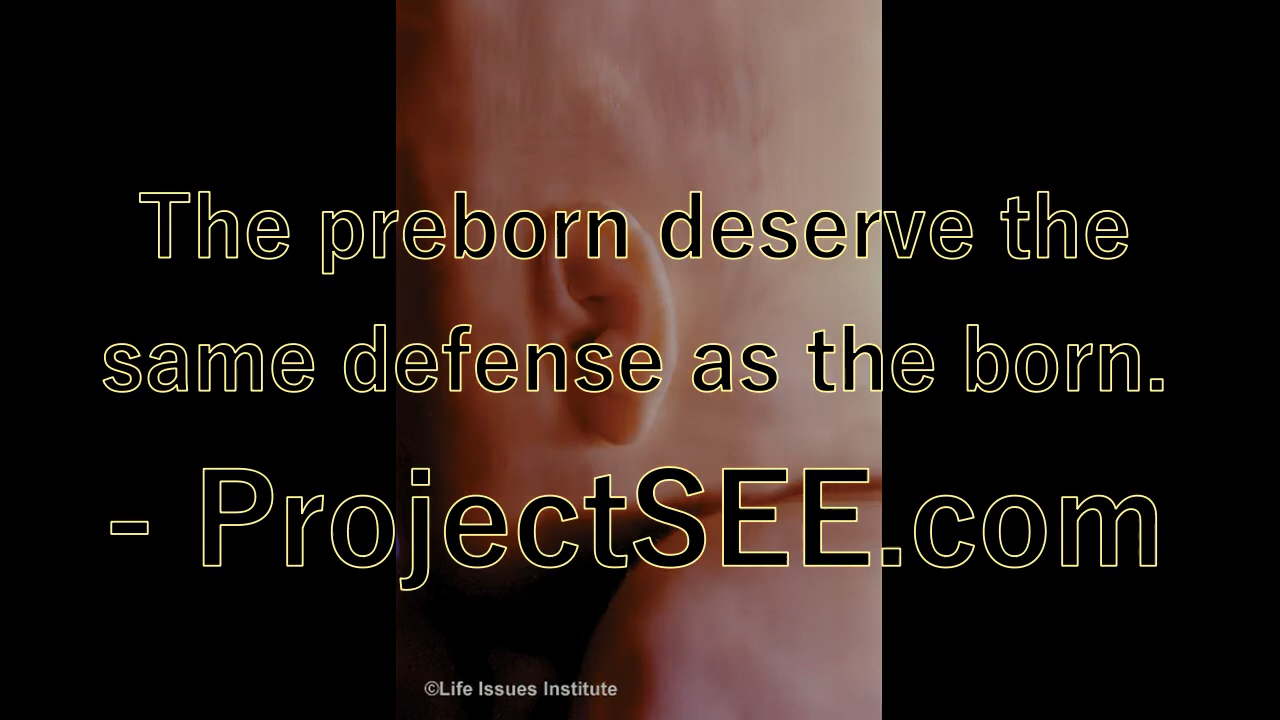 The preborn deserve the
same defense as the born.
- ProjectSEE.com
©Life Issues Institute